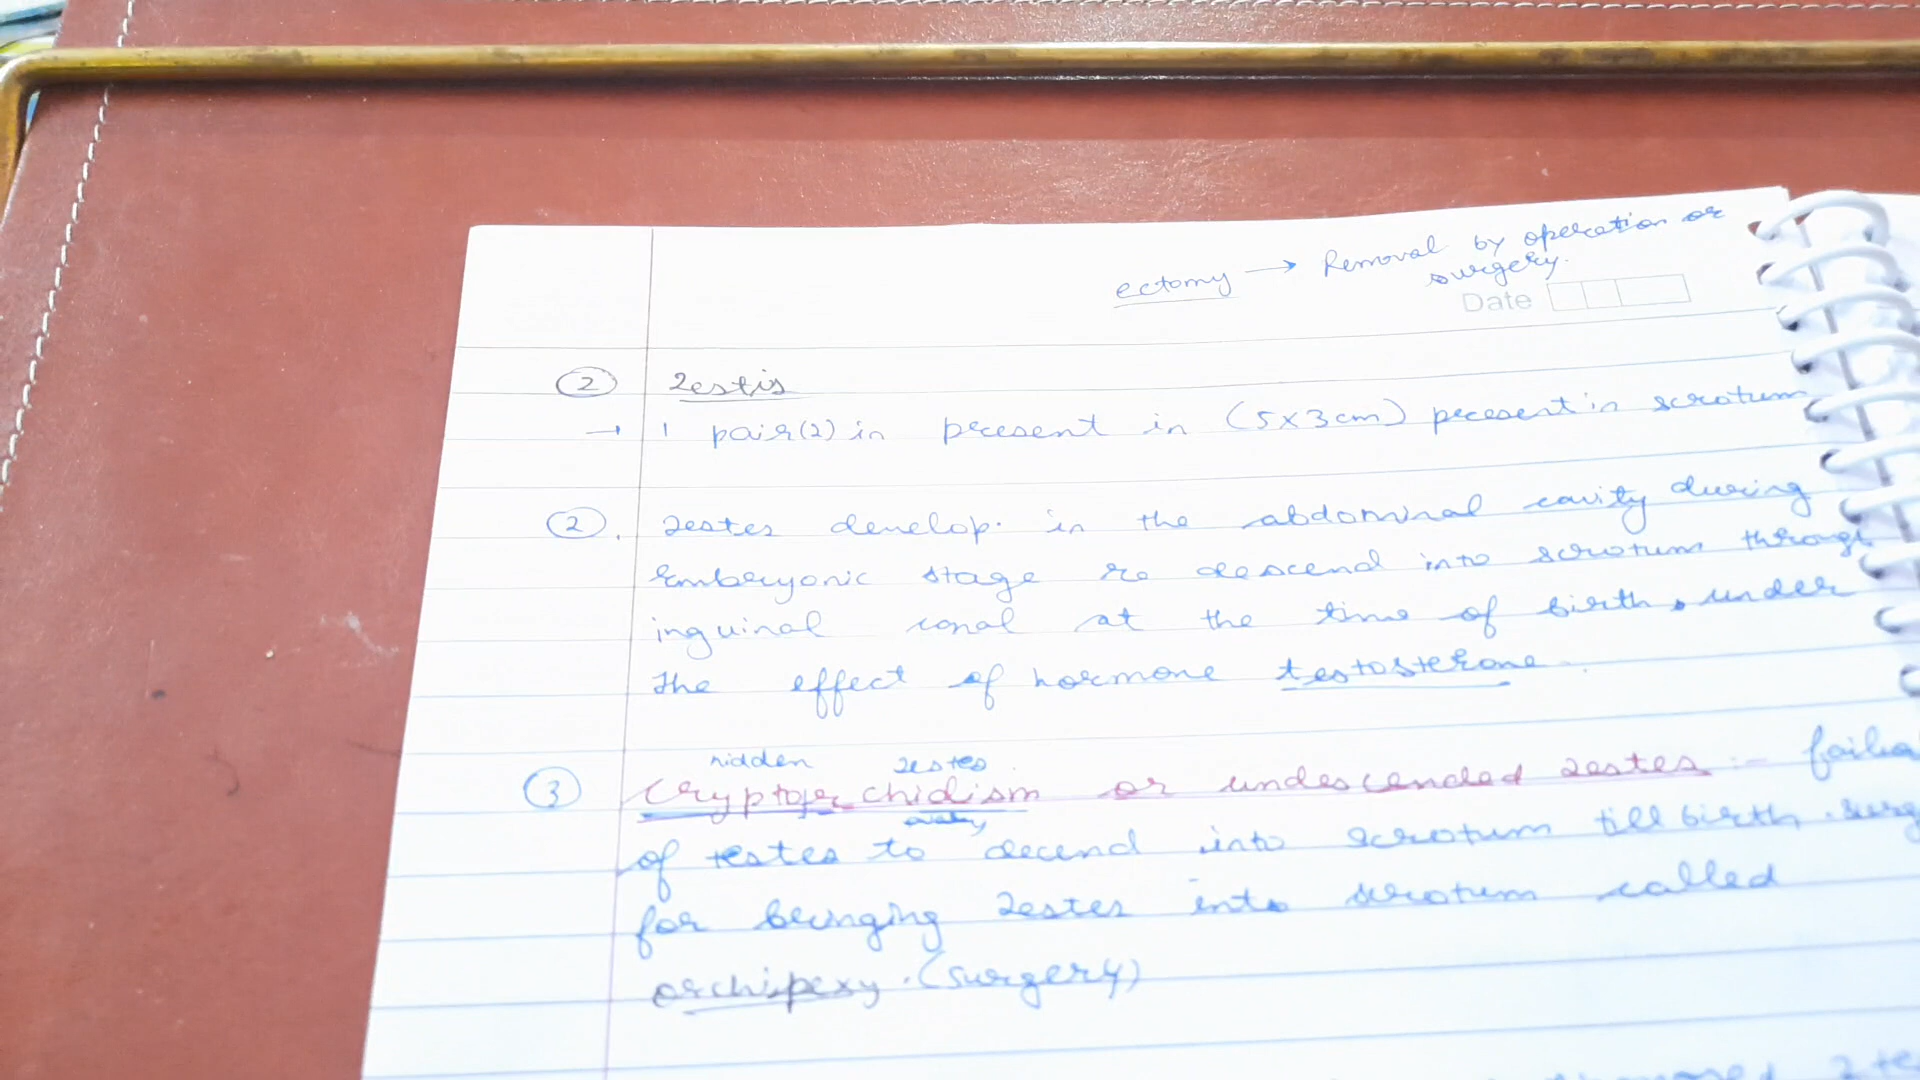 ectomy → Removal by operation or
surgery.
Date
② Testis
→ 1 pair(2) in present in (5x3cm) present in scrotum
②. Testes develop. in the abdominal cavity during
Embryonic stage to descend into scrotum through
inguinal canal at the time of birth, under
the effect of hormone testosterone.
hidden testes
③ Cryptorchidism or undescended testes :-
of testes to decend into scrotum till birth.
for bringing testes into scrotum called
orchipexy. (surgery)